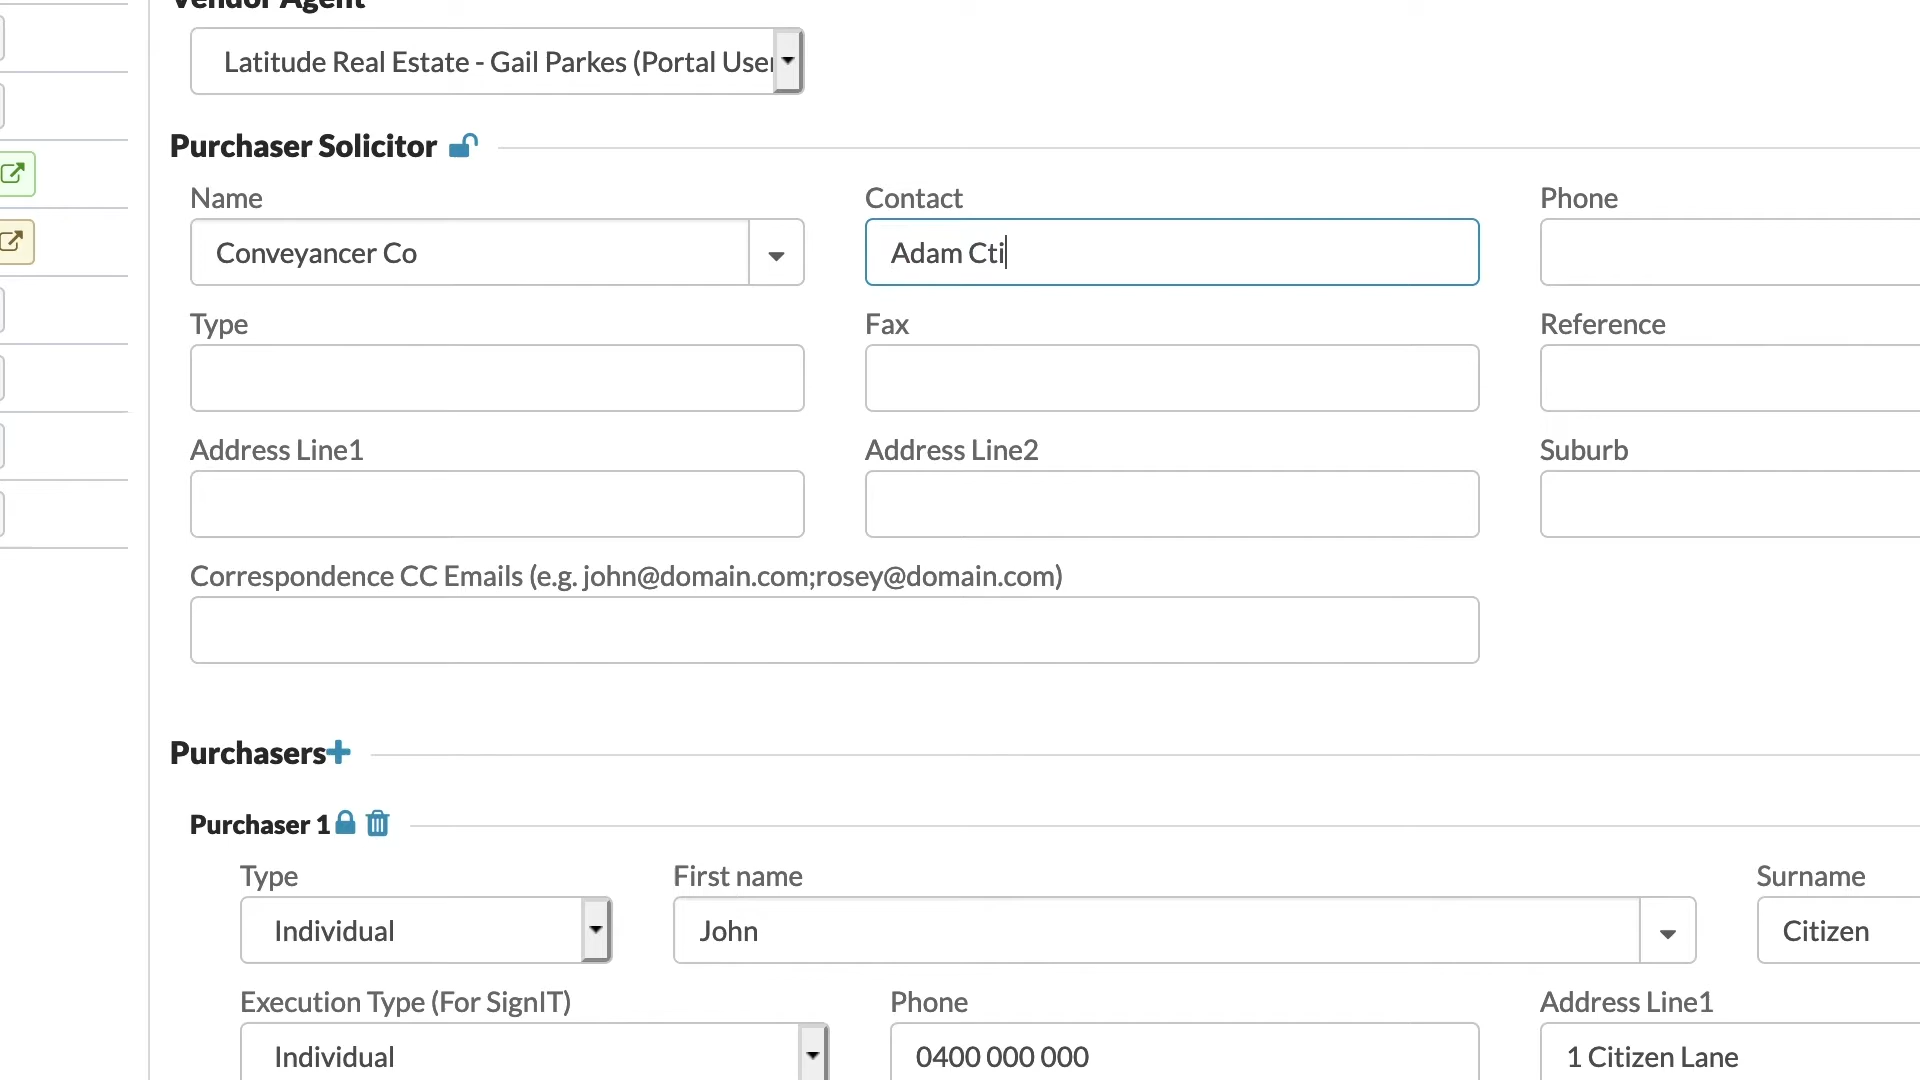 Vendor Agent
Latitude Real Estate - Gail Parkes (Portal User
Purchaser Solicitor
Name Contact Phone
Conveyancer Co Adam Cti
Type Fax Reference
Address Line1 Address Line2 Suburb
Correspondence CC Emails (e.g. john@domain.com;rosey@domain.com)
Purchasers
Purchaser 1
Type First name Surname
Individual John Citizen
Execution Type (For SignIT) Phone Address Line1
Individual 0400 000 000 1 Citizen Lane